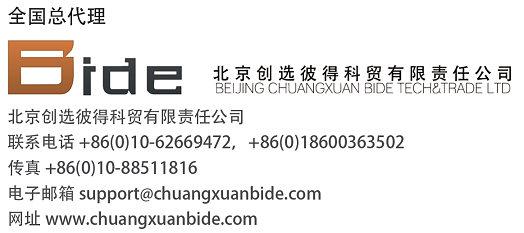 全国总代理
Bide
北京创选彼得科贸有限责任公司
BEIJING CHUANGXUAN BIDE TECH&TRADE LTD
北京创选彼得科贸有限责任公司
联系电话 +86(0)10-62669472，+86(0)18600363502
传真 +86(0)10-88511816
电子邮箱 support@chuangxuanbide.com
网址 www.chuangxuanbide.com